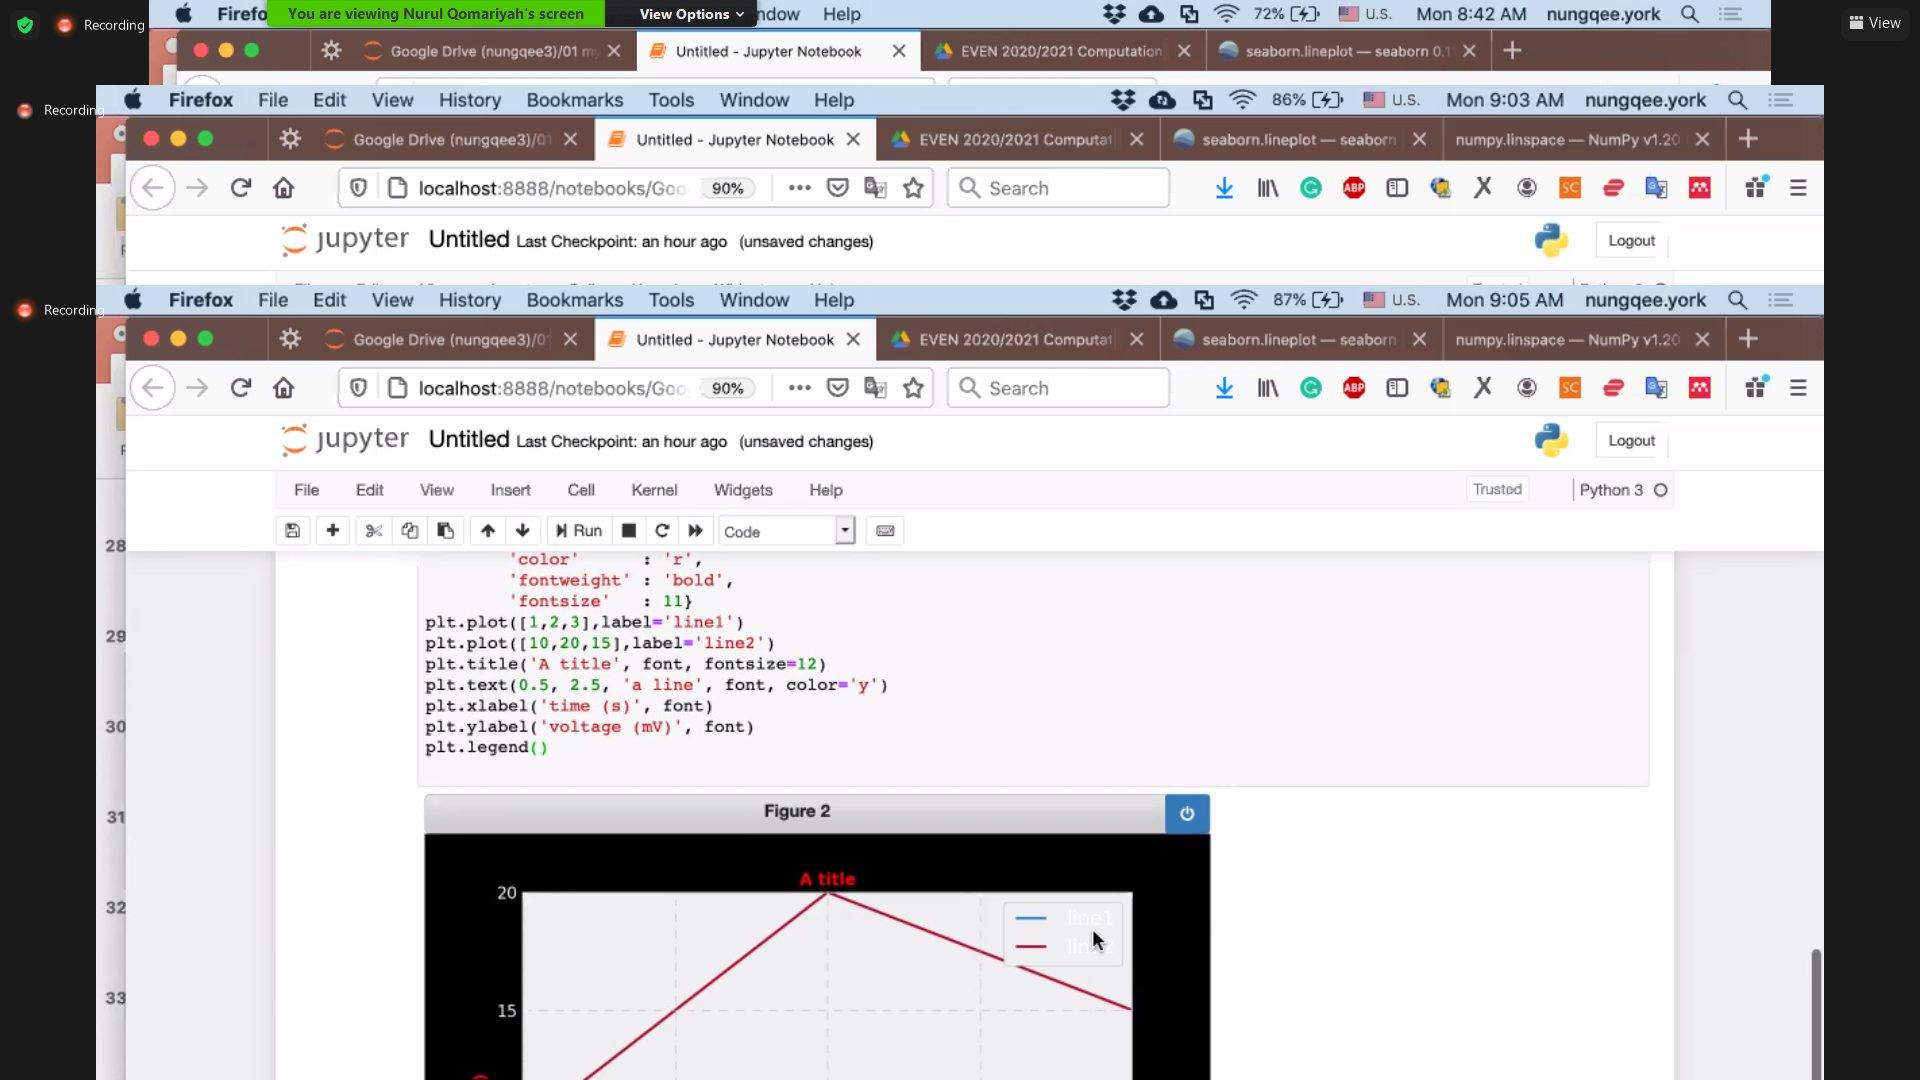 You are viewing Nurul Qomariyah's screen
View Options
Recording
Firefo
ndow Help
72% U.S. Mon 8:42 AM nungqee.york
View
Google Drive (nungqee3)/01 my
Untitled - Jupyter Notebook
EVEN 2020/2021 Computation
seaborn.lineplot — seaborn 0.1
Recording
Firefox File Edit View History Bookmarks Tools Window Help
86% U.S. Mon 9:03 AM nungqee.york
Google Drive (nungqee3)/01
Untitled - Jupyter Notebook
EVEN 2020/2021 Computat
seaborn.lineplot — seaborn
numpy.linspace — NumPy v1.20
localhost:8888/notebooks/Goo 90% Search
ABP SC
jupyter Untitled Last Checkpoint: an hour ago (unsaved changes)
Logout
Recording
Firefox File Edit View History Bookmarks Tools Window Help
87% U.S. Mon 9:05 AM nungqee.york
Google Drive (nungqee3)/0
Untitled - Jupyter Notebook
EVEN 2020/2021 Computat
seaborn.lineplot — seaborn
numpy.linspace — NumPy v1.20
localhost:8888/notebooks/Goo 90% Search
ABP SC
jupyter Untitled Last Checkpoint: an hour ago (unsaved changes)
Logout
File Edit View Insert Cell Kernel Widgets Help
Trusted Python 3
Run Code
28
29
30
31
32
33
'color' : 'r',
'fontweight' : 'bold',
'fontsize' : 11}
plt.plot([1,2,3],label='line1')
plt.plot([10,20,15],label='line2')
plt.title('A title', font, fontsize=12)
plt.text(0.5, 2.5, 'a line', font, color='y')
plt.xlabel('time (s)', font)
plt.ylabel('voltage (mV)', font)
plt.legend()
Figure 2
A title
20
line1
15